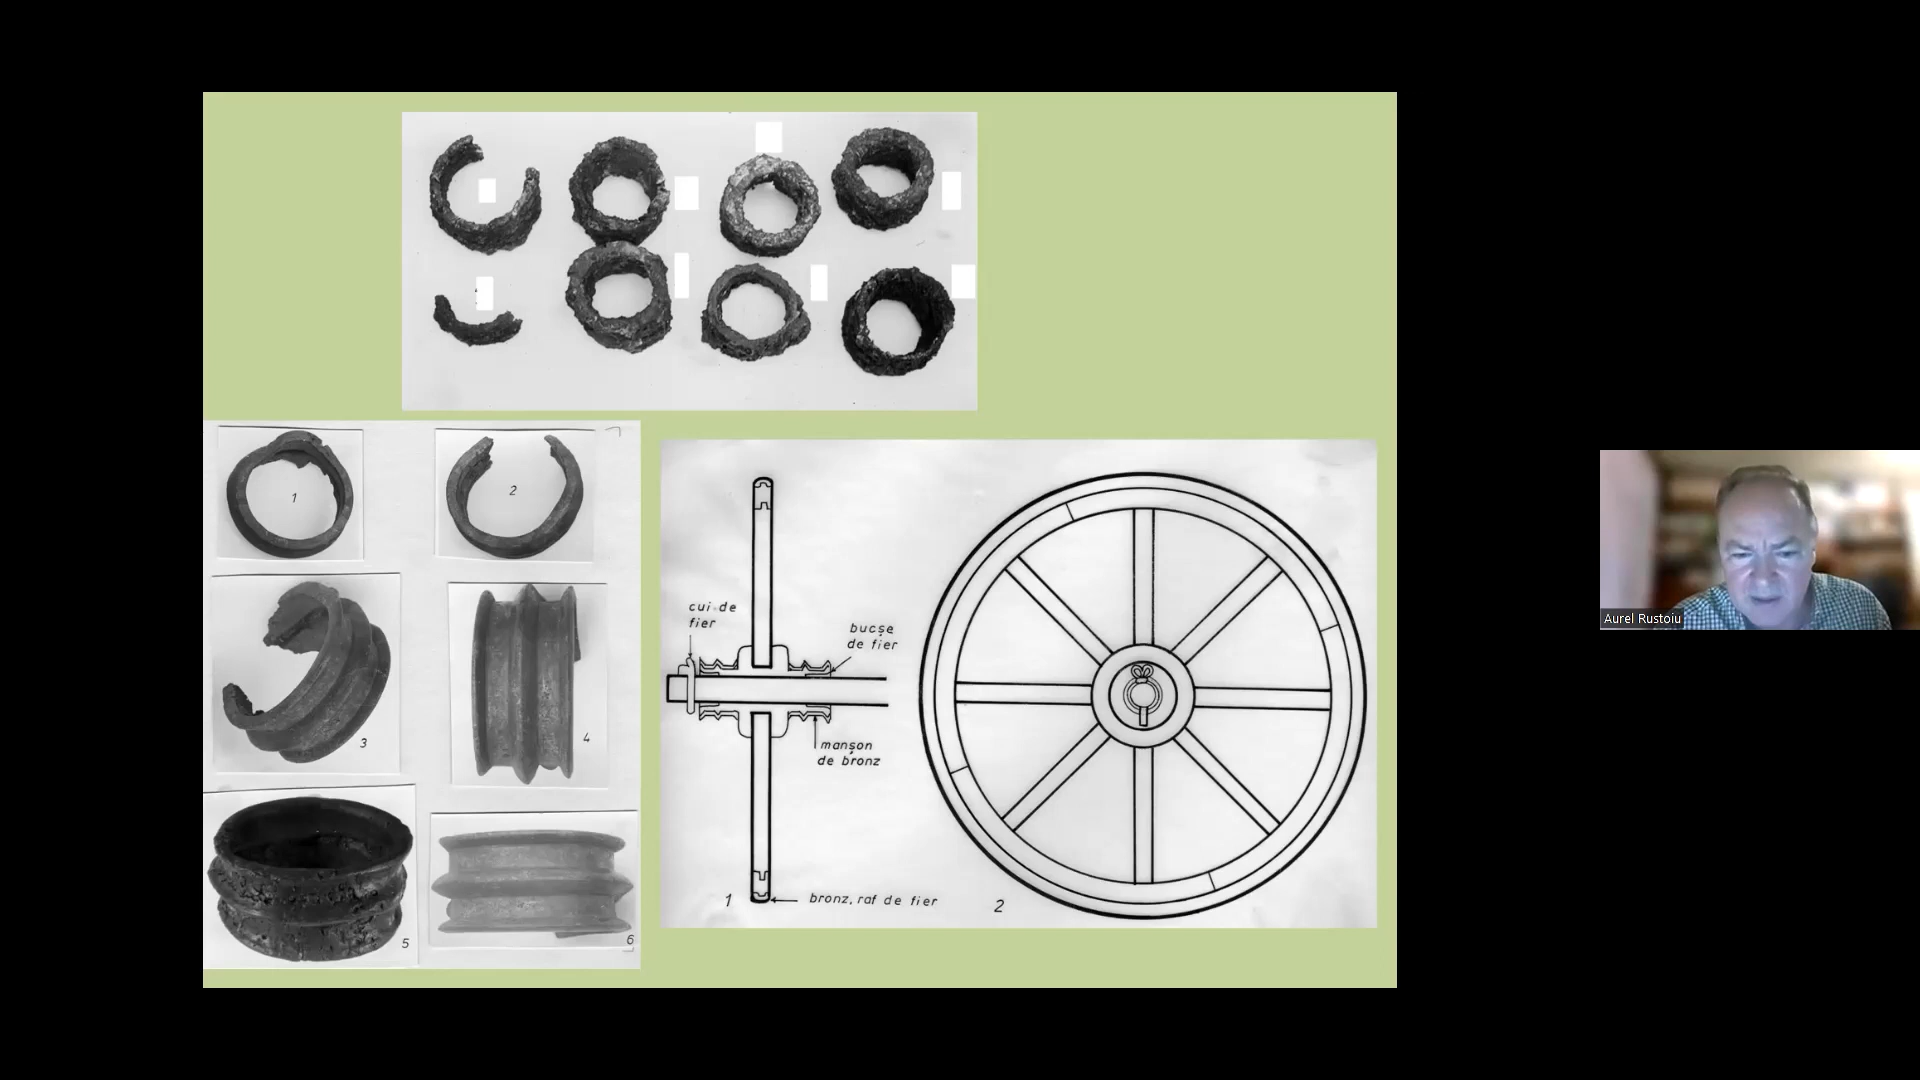 1
2
3
4
5
6
cui de
fier
bucșe
de fier
manșon
de bronz
1
bronz, raf de fier
2
Aurel Rustoiu